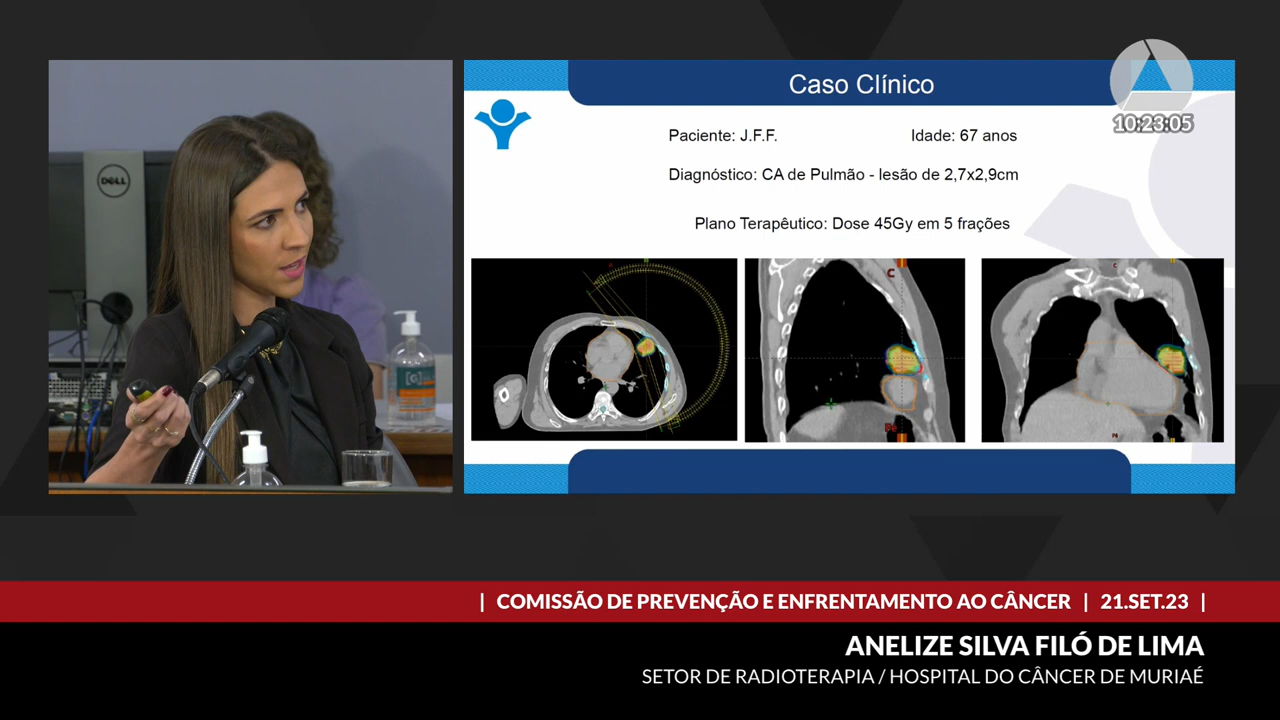 DELL
Caso Clínico
10:23:05
Paciente: J.F.F. Idade: 67 anos
Diagnóstico: CA de Pulmão - lesão de 2,7x2,9cm
Plano Terapêutico: Dose 45Gy em 5 frações
C
| COMISSÃO DE PREVENÇÃO E ENFRENTAMENTO AO CÂNCER | 21.SET.23 |
ANELIZE SILVA FILÓ DE LIMA
SETOR DE RADIOTERAPIA / HOSPITAL DO CÂNCER DE MURIAÉ